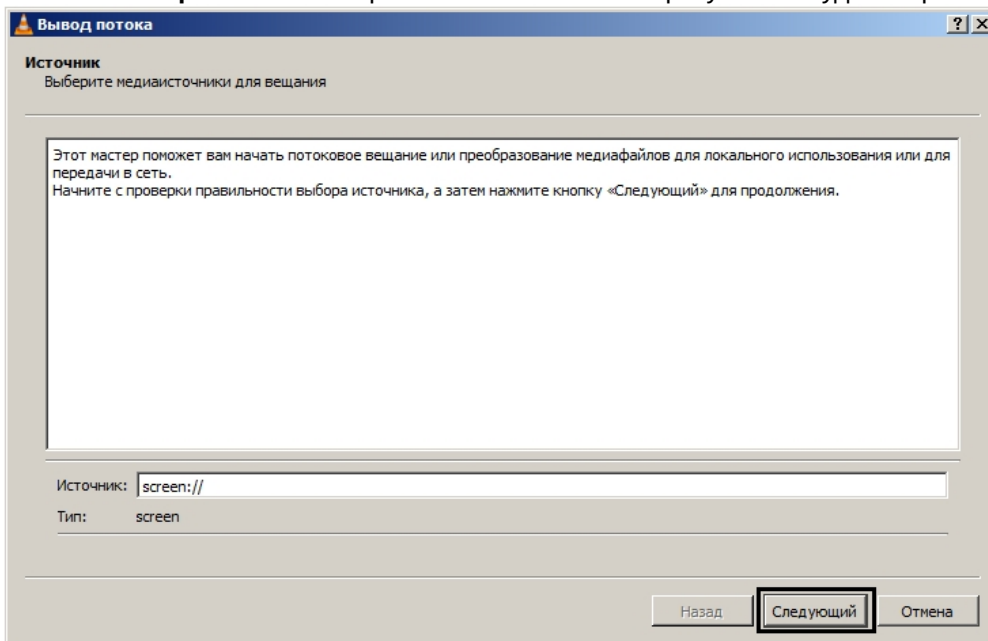 Вывод потока
Источник
Выберите медиаисточники для вещания
Этот мастер поможет вам начать потоковое вещание или преобразование медиафайлов для локального использования или для
передачи в сеть.
Начните с проверки правильности выбора источника, а затем нажмите кнопку «Следующий» для продолжения.
Источник: screen://
Тип: screen
Назад Следующий Отмена